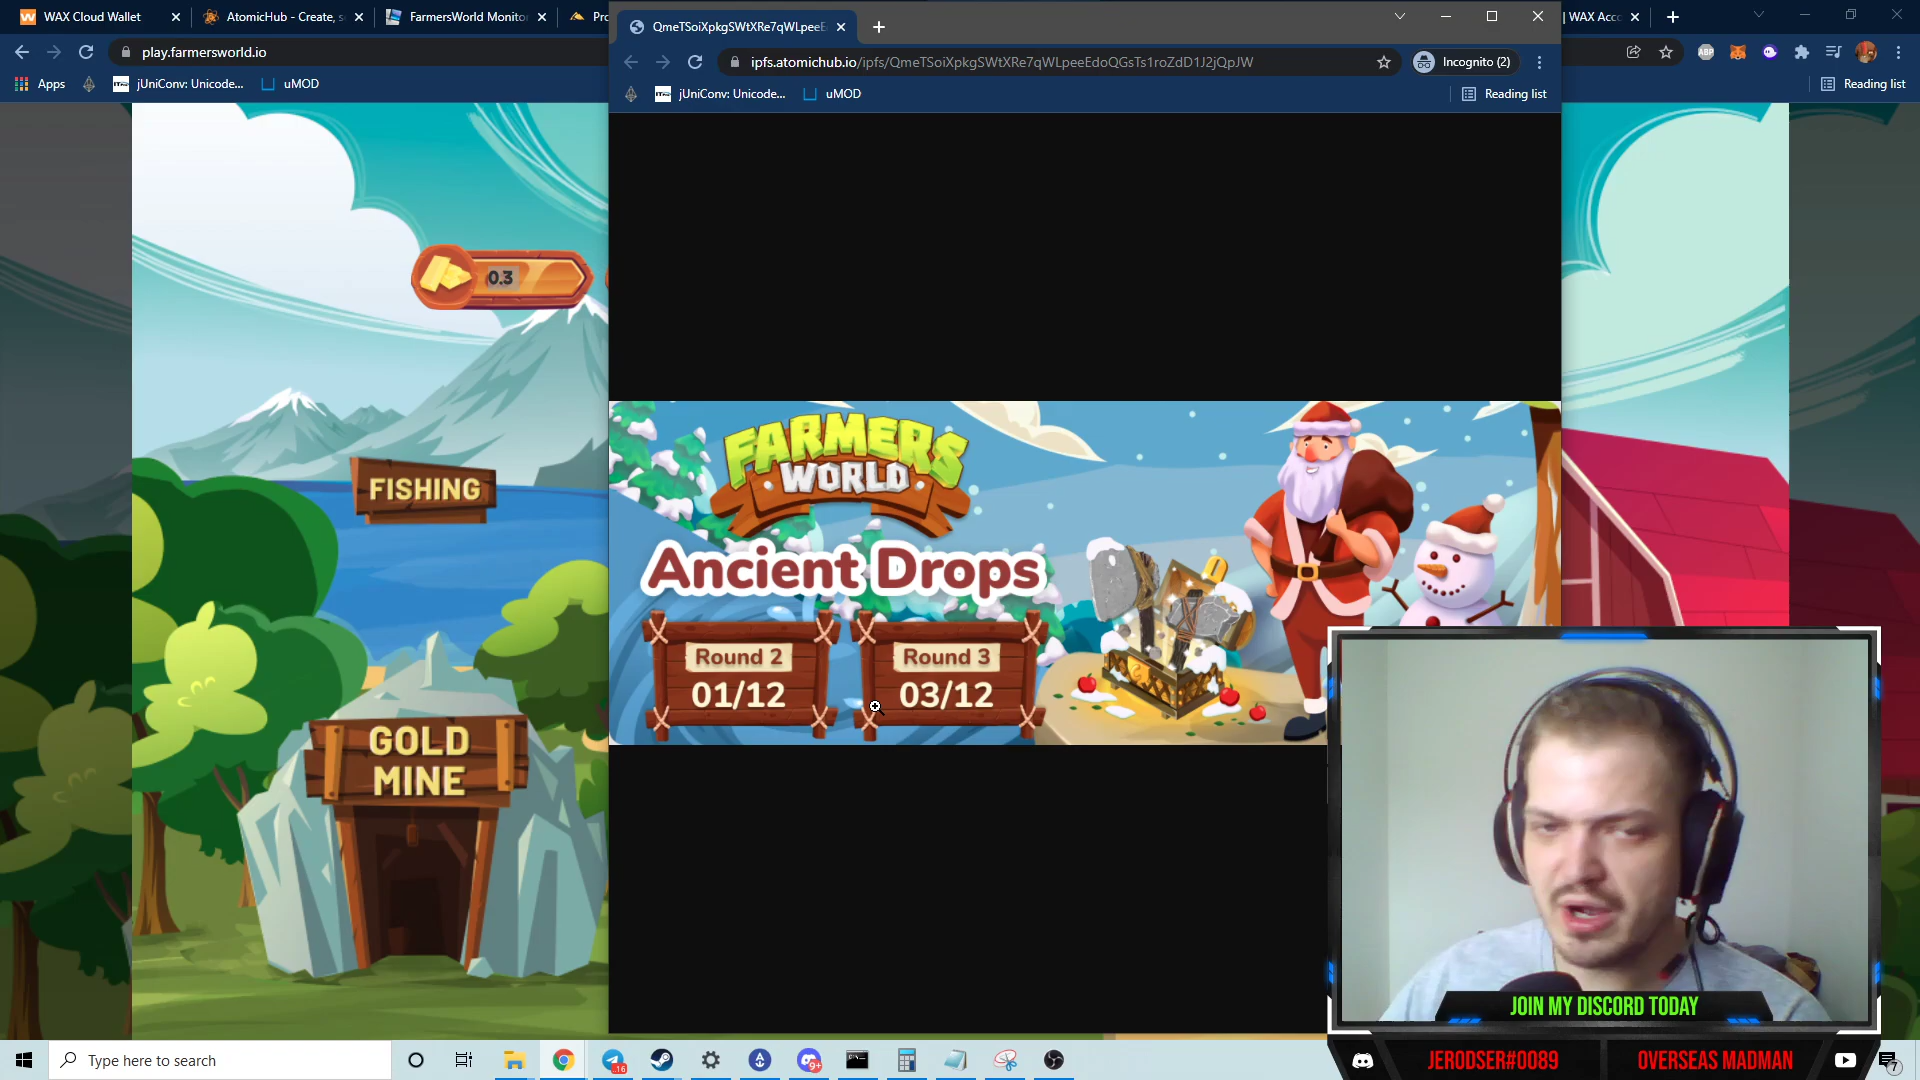 WAX Cloud Wallet
AtomicHub - Create, s
FarmersWorld Monitor
Pro
QmeTSoiXpkgSWtXRe7qWLpeeE
WAX Acc
play.farmersworld.io
ipfs.atomichub.io/ipfs/QmeTSoiXpkgSWtXRe7qWLpeeEdoQGsTs1roZdD1J2jQpJW
Incognito (2)
Apps
jUniConv: Unicode...
uMOD
jUniConv: Unicode...
uMOD
Reading list
Reading list
0.3
FISHING
GOLD
MINE
FARMERS
WORLD
Ancient Drops
Round 2
01/12
Round 3
03/12
JOIN MY DISCORD TODAY
JERODSER#0089
OVERSEAS MADMAN
Type here to search